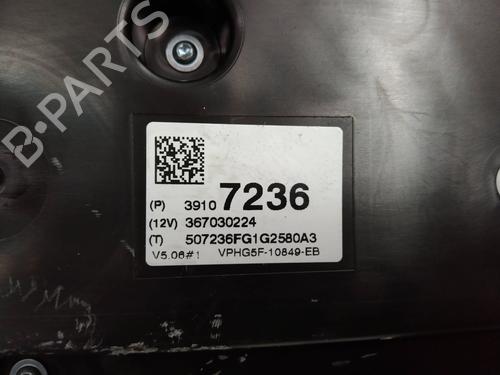 B-PARTS
(P) 3910 7236
(12V) 367030224
(T) 507236FG1G2580A3
V5.06#1 VPHG5F-10849-EB